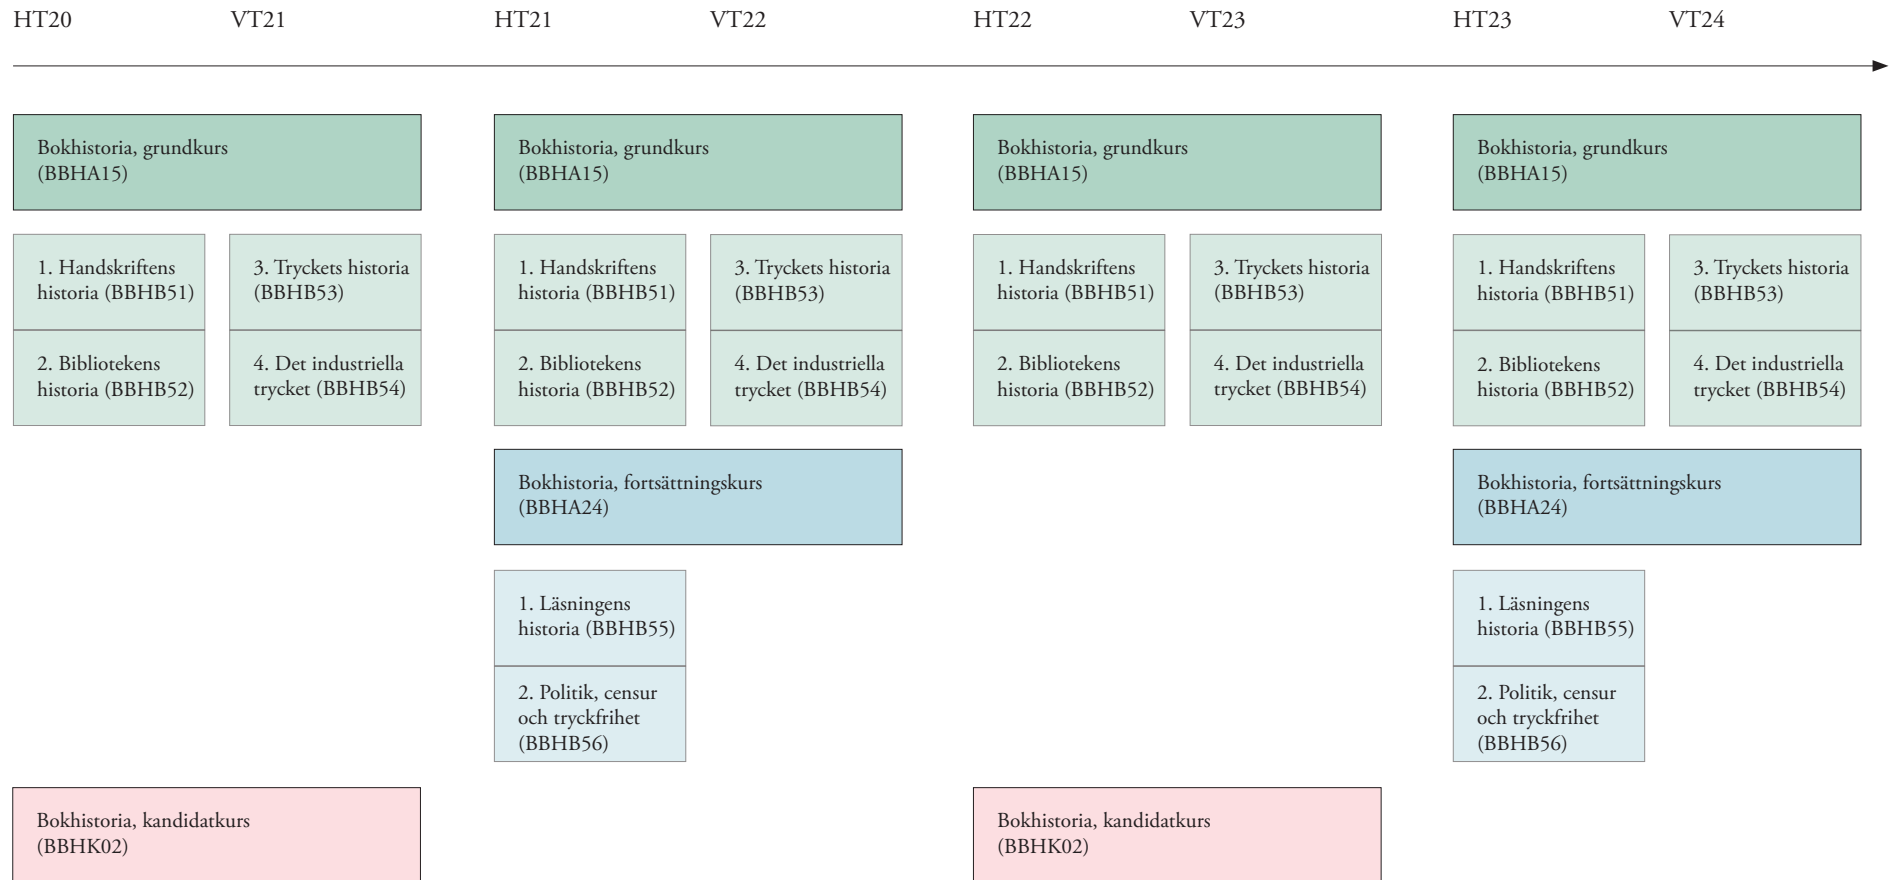 HT20 VT21 HT21 VT22 HT22 VT23 HT23 VT24
Bokhistoria, grundkurs
(BBHA15)
Bokhistoria, grundkurs
(BBHA15)
Bokhistoria, grundkurs
(BBHA15)
Bokhistoria, grundkurs
(BBHA15)
1. Handskriftens
historia (BBHB51)
3. Tryckets historia
(BBHB53)
1. Handskriftens
historia (BBHB51)
3. Tryckets historia
(BBHB53)
1. Handskriftens
historia (BBHB51)
3. Tryckets historia
(BBHB53)
1. Handskriftens
historia (BBHB51)
3. Tryckets historia
(BBHB53)
2. Bibliotekens
historia (BBHB52)
4. Det industriella
trycket (BBHB54)
2. Bibliotekens
historia (BBHB52)
4. Det industriella
trycket (BBHB54)
2. Bibliotekens
historia (BBHB52)
4. Det industriella
trycket (BBHB54)
2. Bibliotekens
historia (BBHB52)
4. Det industriella
trycket (BBHB54)
Bokhistoria, fortsättningskurs
(BBHA24)
Bokhistoria, fortsättningskurs
(BBHA24)
1. Läsningens
historia (BBHB55)
1. Läsningens
historia (BBHB55)
2. Politik, censur
och tryckfrihet
(BBHB56)
2. Politik, censur
och tryckfrihet
(BBHB56)
Bokhistoria, kandidatkurs
(BBHK02)
Bokhistoria, kandidatkurs
(BBHK02)